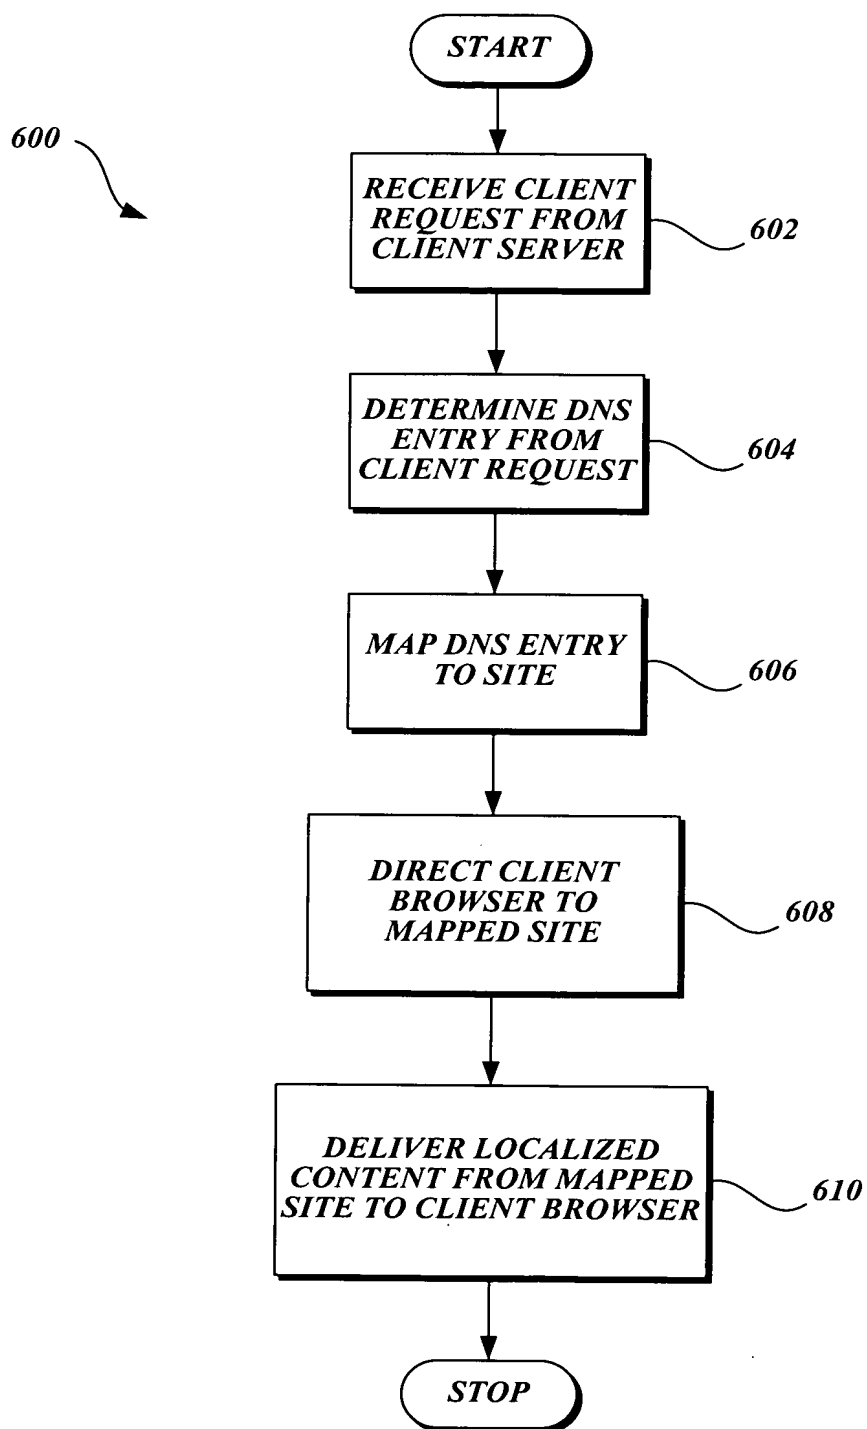 START
600
RECEIVE CLIENT
REQUEST FROM
CLIENT SERVER
602
DETERMINE DNS
ENTRY FROM
CLIENT REQUEST
604
MAP DNS ENTRY
TO SITE
606
DIRECT CLIENT
BROWSER TO
MAPPED SITE
608
DELIVER LOCALIZED
CONTENT FROM MAPPED
SITE TO CLIENT BROWSER
610
STOP